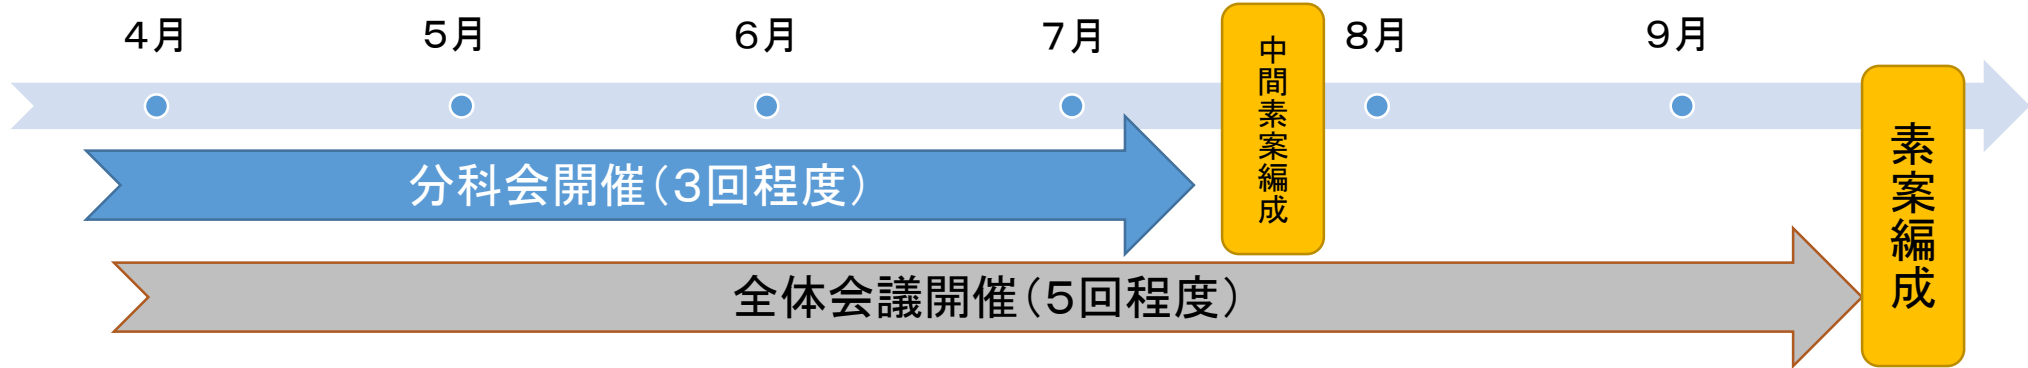 ４月
５月
６月
７月
８月
９月
中間素案編成
素案編成
分科会開催（３回程度）
全体会議開催（５回程度）